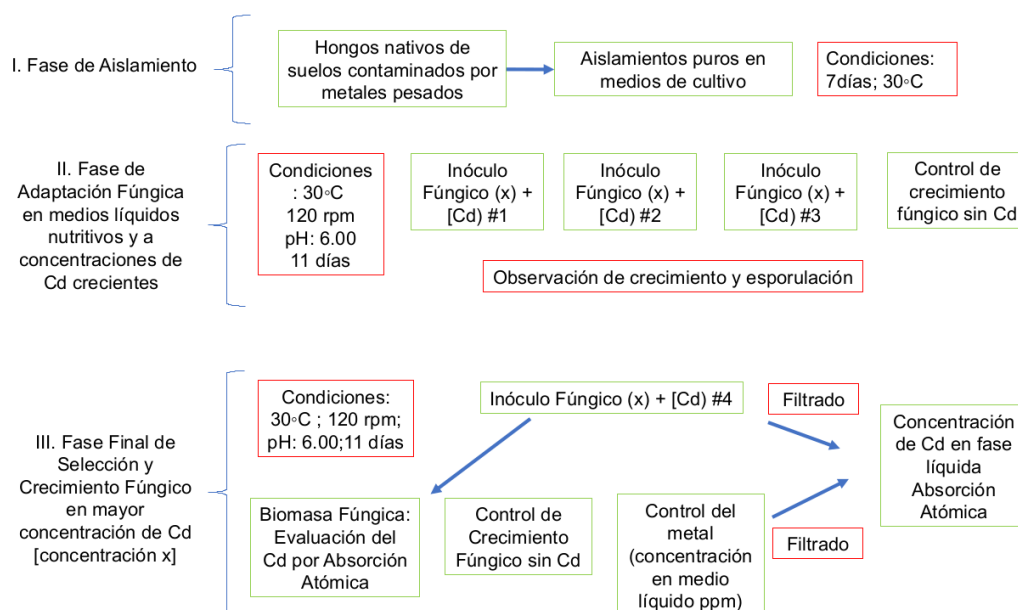 I. Fase de Aislamiento
Hongos nativos de
suelos contaminados por
metales pesados
Aislamientos puros en
medios de cultivo
Condiciones:
7días; 30◦C
II. Fase de
Adaptación Fúngica
en medios líquidos
nutritivos y a
concentraciones de
Cd crecientes
Condiciones
: 30◦C
120 rpm
pH: 6.00
11 días
Inóculo
Fúngico (x) +
[Cd) #1
Inóculo
Fúngico (x) +
[Cd) #2
Inóculo
Fúngico (x) +
[Cd) #3
Control de
crecimiento
fúngico sin Cd
Observación de crecimiento y esporulación
III. Fase Final de
Selección y
Crecimiento Fúngico
en mayor
concentración de Cd
[concentración x]
Condiciones:
30◦C ; 120 rpm;
pH: 6.00;11 días
Inóculo Fúngico (x) + [Cd) #4
Filtrado
Concentración
de Cd en fase
líquida
Absorción
Atómica
Biomasa Fúngica:
Evaluación del
Cd por Absorción
Atómica
Control de
Crecimiento
Fúngico sin Cd
Control del
metal
(concentración
en medio
líquido ppm)
Filtrado